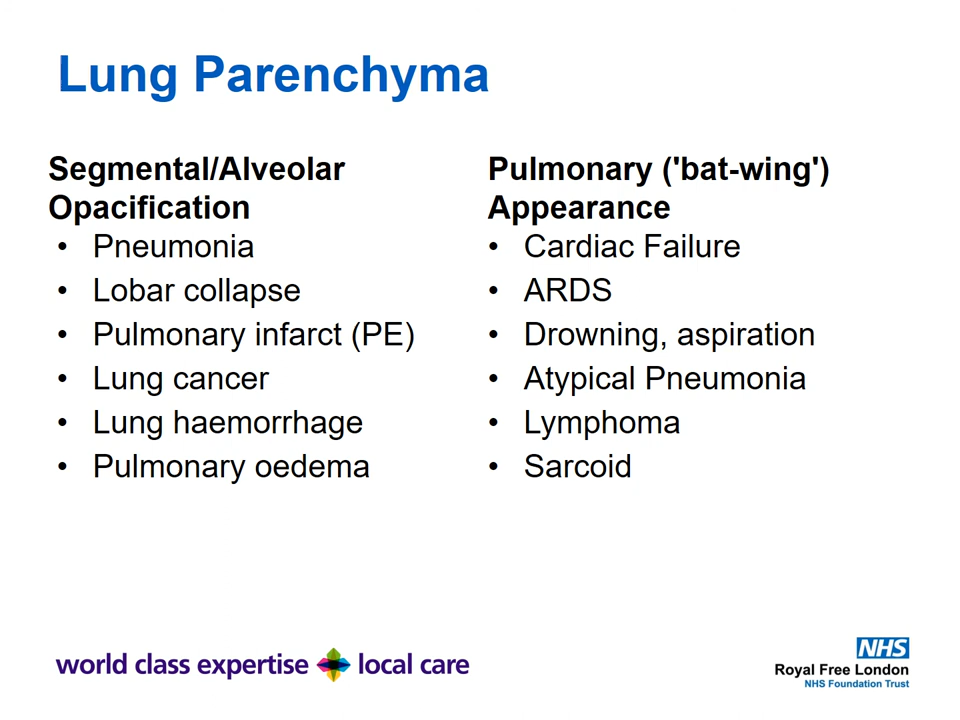 Lung Parenchyma
Segmental/Alveolar
Opacification
• Pneumonia
• Lobar collapse
• Pulmonary infarct (PE)
• Lung cancer
• Lung haemorrhage
• Pulmonary oedema
Pulmonary ('bat-wing')
Appearance
• Cardiac Failure
• ARDS
• Drowning, aspiration
• Atypical Pneumonia
• Lymphoma
• Sarcoid
world class expertise local care
NHS
Royal Free London
NHS Foundation Trust